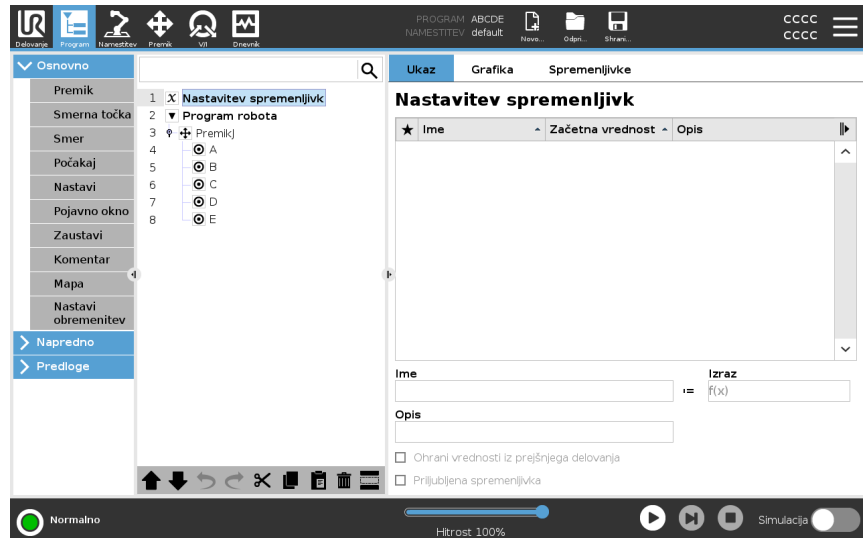 PROGRAM ABCDE
NAMESTITEV default
CCCC
CCCC
Delovanje Program Namestitev Premik V/I Dnevnik
Novo... Odpri... Shrani...
Osnovno
Premik
Smerna točka
Smer
Počakaj
Nastavi
Pojavno okno
Zaustavi
Komentar
Mapa
Nastavi
obremenitev
Napredno
Predloge
1 X Nastavitev spremenljivk
2 Program robota
3 PremikJ
4 A
5 B
6 C
7 D
8 E
Ukaz Grafika Spremenljivke
Nastavitev spremenljivk
Ime Začetna vrednost Opis
Ime Izraz
:= f(x)
Opis
Ohrani vrednosti iz prejšnjega delovanja
Priljubljena spremenljivka
Normalno
Hitrost 100%
Simulacija